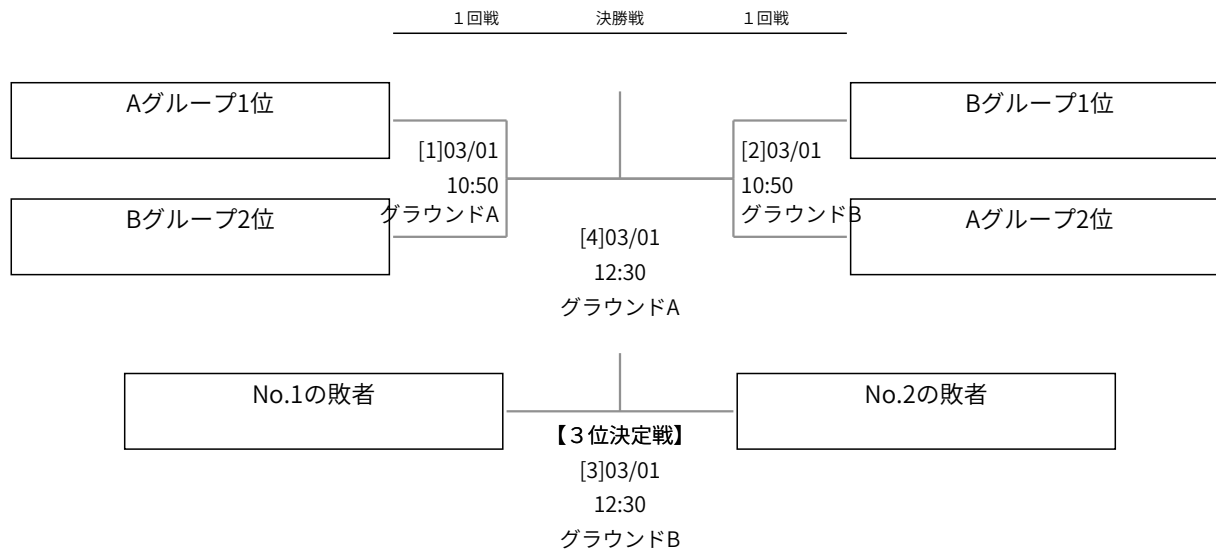 １回戦
決勝戦
１回戦
Aグループ1位
Bグループ1位
[1]03/01
10:50
グラウンドA
[2]03/01
10:50
グラウンドB
Bグループ2位
Aグループ2位
[4]03/01
12:30
グラウンドA
No.1の敗者
No.2の敗者
【３位決定戦】
[3]03/01
12:30
グラウンドB